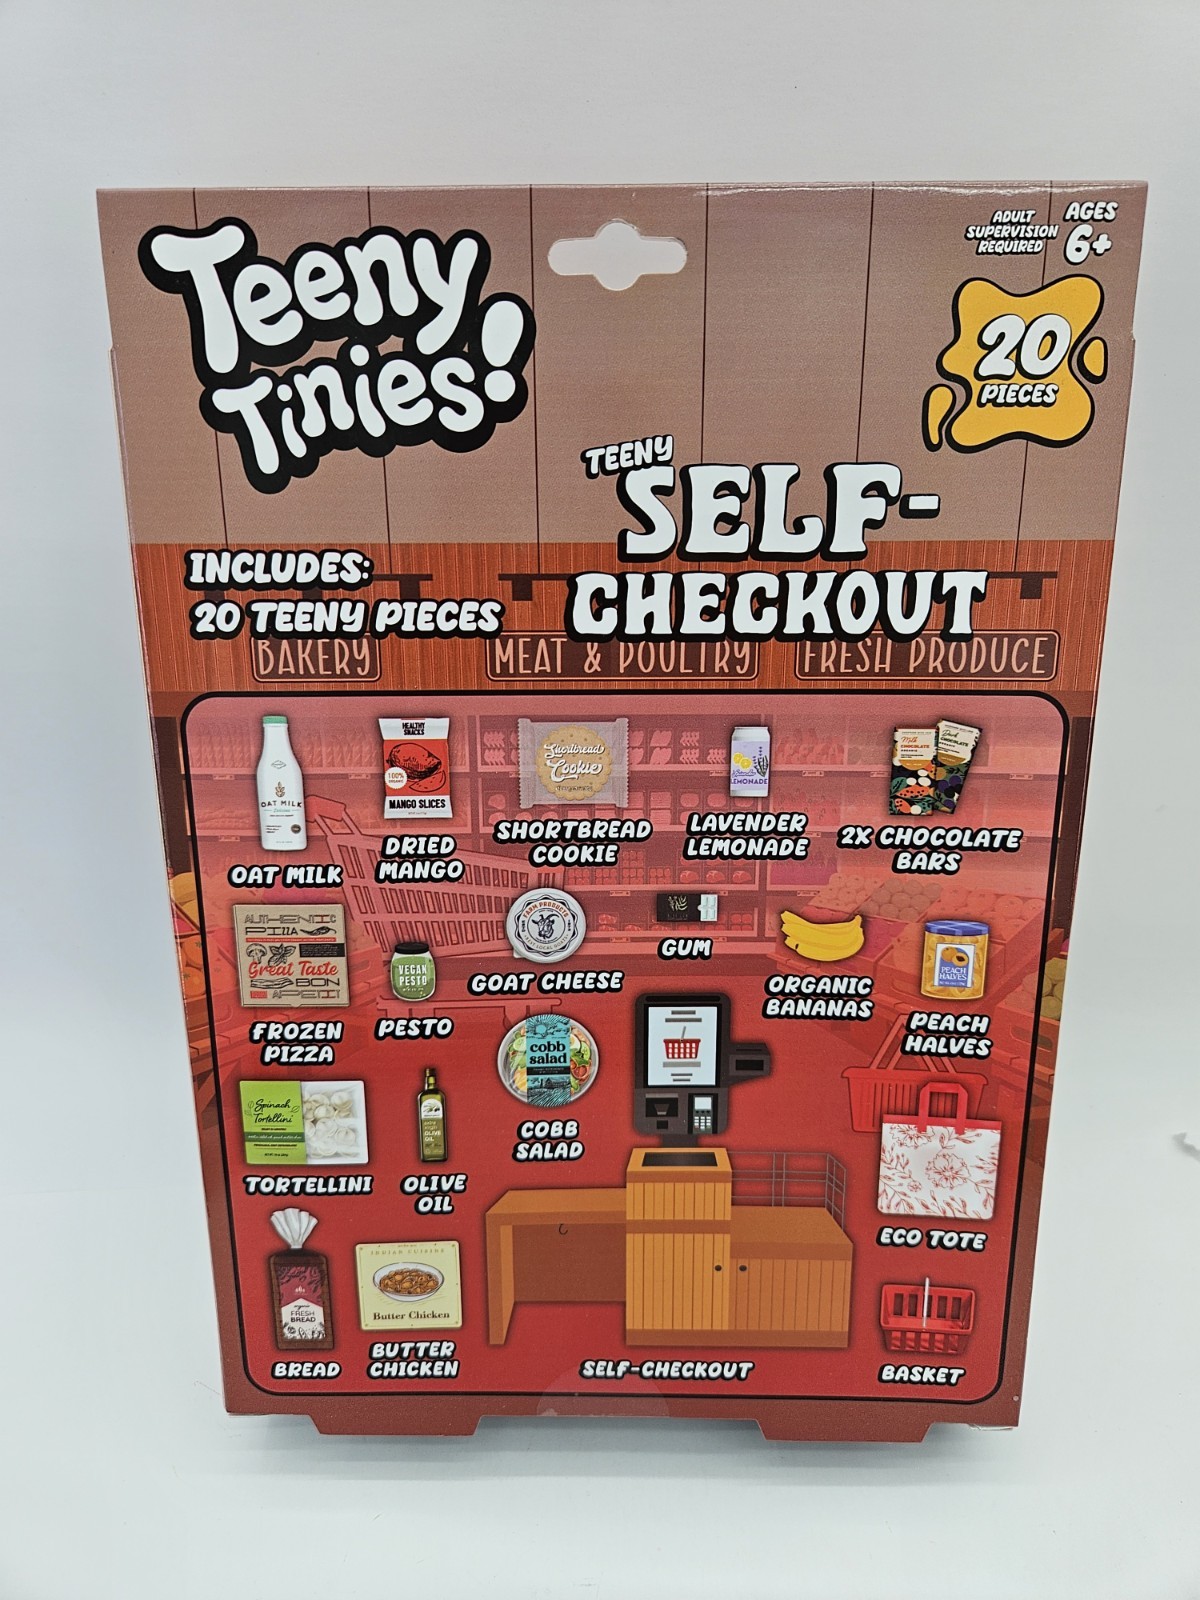 Teeny
Tinies!
ADULT
SUPERVISION
REQUIRED
AGES
6+
20
PIECES
TEENY
SELF-
CHECKOUT
INCLUDES:
20 TEENY PIECES
BAKERY
MEAT & POULTRY
FRESH PRODUCE
OAT MILK
OAT MILK
HEALTHY
SNACKS
100%
MANGO SLICES
DRIED
MANGO
Shortbread
Cookie
SHORTBREAD
COOKIE
LEMONADE
LAVENDER
LEMONADE
Milk
CHOCOLATE
Dark
CHOCOLATE
2X CHOCOLATE
BARS
AUTHENTIC
PIZZA
Great Taste
BON
APETIT
FROZEN
PIZZA
VEGAN
PESTO
PESTO
FARM PRODUCTS
GOAT CHEESE
GUM
ORGANIC
BANANAS
PEACH
HALVES
PEACH
HALVES
Spinach
Tortellini
TORTELLINI
OLIVE
OIL
OLIVE
OIL
cobb
salad
COBB
SALAD
ECO TOTE
organic
FRESH
BREAD
BREAD
INDIAN CUISINE
Butter Chicken
BUTTER
CHICKEN
SELF-CHECKOUT
BASKET